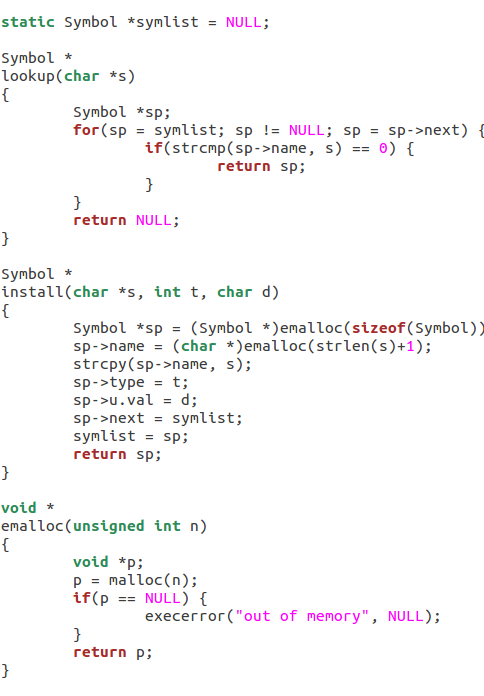 static Symbol *symlist = NULL;

Symbol *
lookup(char *s)
{
        Symbol *sp;
        for(sp = symlist; sp != NULL; sp = sp->next) {
                if(strcmp(sp->name, s) == 0) {
                        return sp;
                }
        }
        return NULL;
}

Symbol *
install(char *s, int t, char d)
{
        Symbol *sp = (Symbol *)emalloc(sizeof(Symbol))
        sp->name = (char *)emalloc(strlen(s)+1);
        strcpy(sp->name, s);
        sp->type = t;
        sp->u.val = d;
        sp->next = symlist;
        symlist = sp;
        return sp;
}

void *
emalloc(unsigned int n)
{
        void *p;
        p = malloc(n);
        if(p == NULL) {
                execerror("out of memory", NULL);
        }
        return p;
}